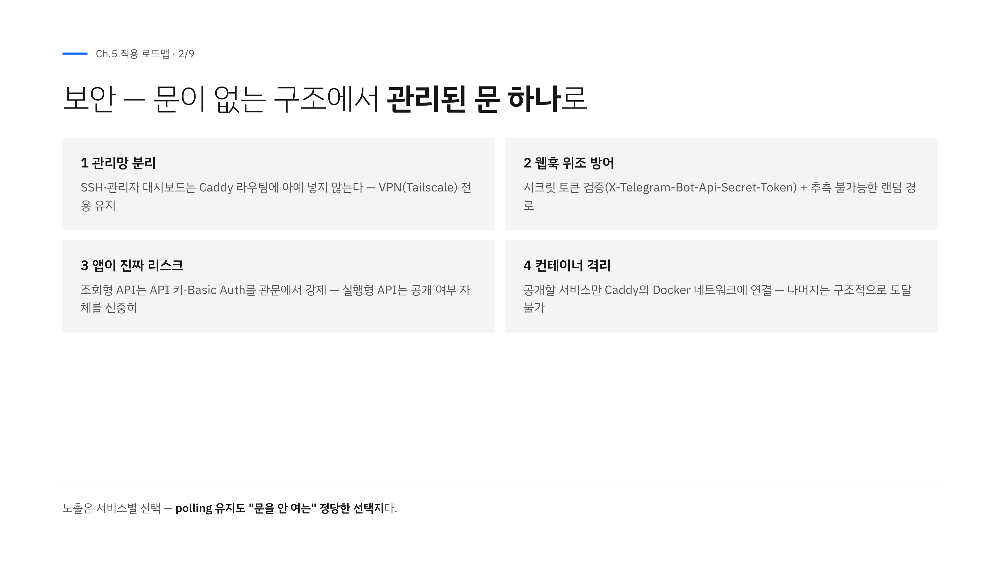 Ch.5 적용 로드맵 · 2/9
보안 — 문이 없는 구조에서 관리된 문 하나로
1 관리망 분리
SSH·관리자 대시보드는 Caddy 라우팅에 아예 넣지 않는다 — VPN(Tailscale) 전
용 유지
2 웹훅 위조 방어
시크릿 토큰 검증(X-Telegram-Bot-Api-Secret-Token) + 추측 불가능한 랜덤 경
로
3 앱이 진짜 리스크
조회형 API는 API 키·Basic Auth를 관문에서 강제 — 실행형 API는 공개 여부 자
체를 신중히
4 컨테이너 격리
공개할 서비스만 Caddy의 Docker 네트워크에 연결 — 나머지는 구조적으로 도달
불가
노출은 서비스별 선택 — polling 유지도 "문을 안 여는" 정당한 선택지다.